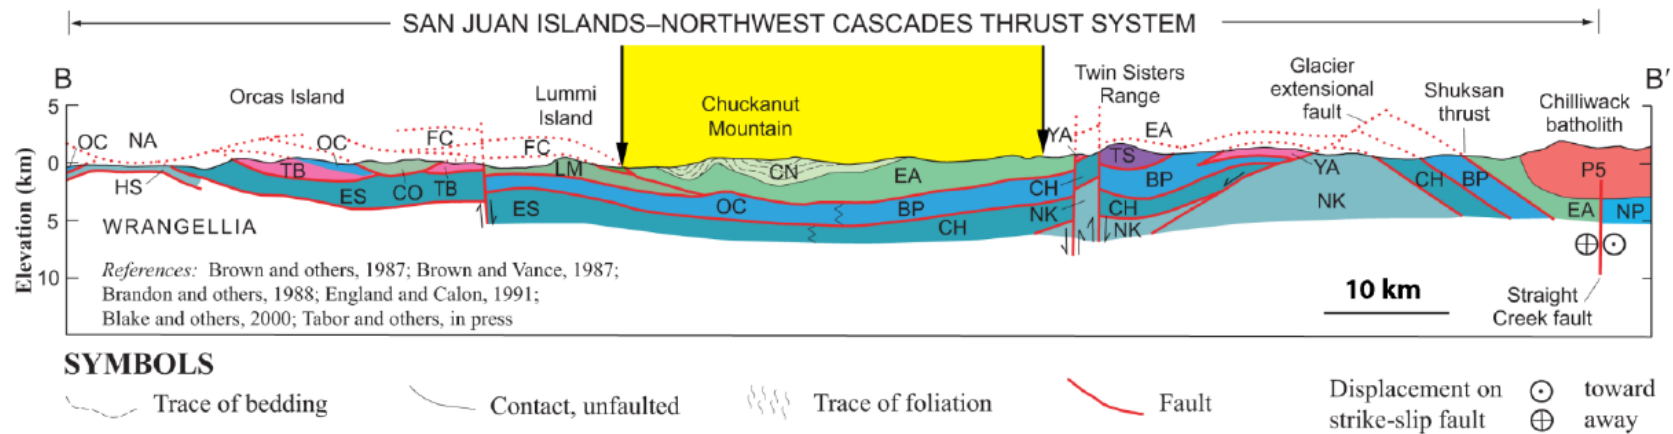 SAN JUAN ISLANDS–NORTHWEST CASCADES THRUST SYSTEM
B
B′
Orcas Island
Lummi
Island
Chuckanut
Mountain
Twin Sisters
Range
Glacier
extensional
fault
Shuksan
thrust
Chilliwack
batholith
Elevation (km)
5
0
5
10
OC
NA
HS
TB
OC
ES
CO
FC
TB
FC
LM
ES
OC
CN
EA
BP
CH
YA
CH
NK
TS
EA
BP
CH
NK
YA
NK
CH
BP
P5
EA
NP
WRANGELLIA
References: Brown and others, 1987; Brown and Vance, 1987;
Brandon and others, 1988; England and Calon, 1991;
Blake and others, 2000; Tabor and others, in press
10 km
Straight
Creek fault
SYMBOLS
Trace of bedding
Contact, unfaulted
Trace of foliation
Fault
Displacement on
strike-slip fault
toward
away